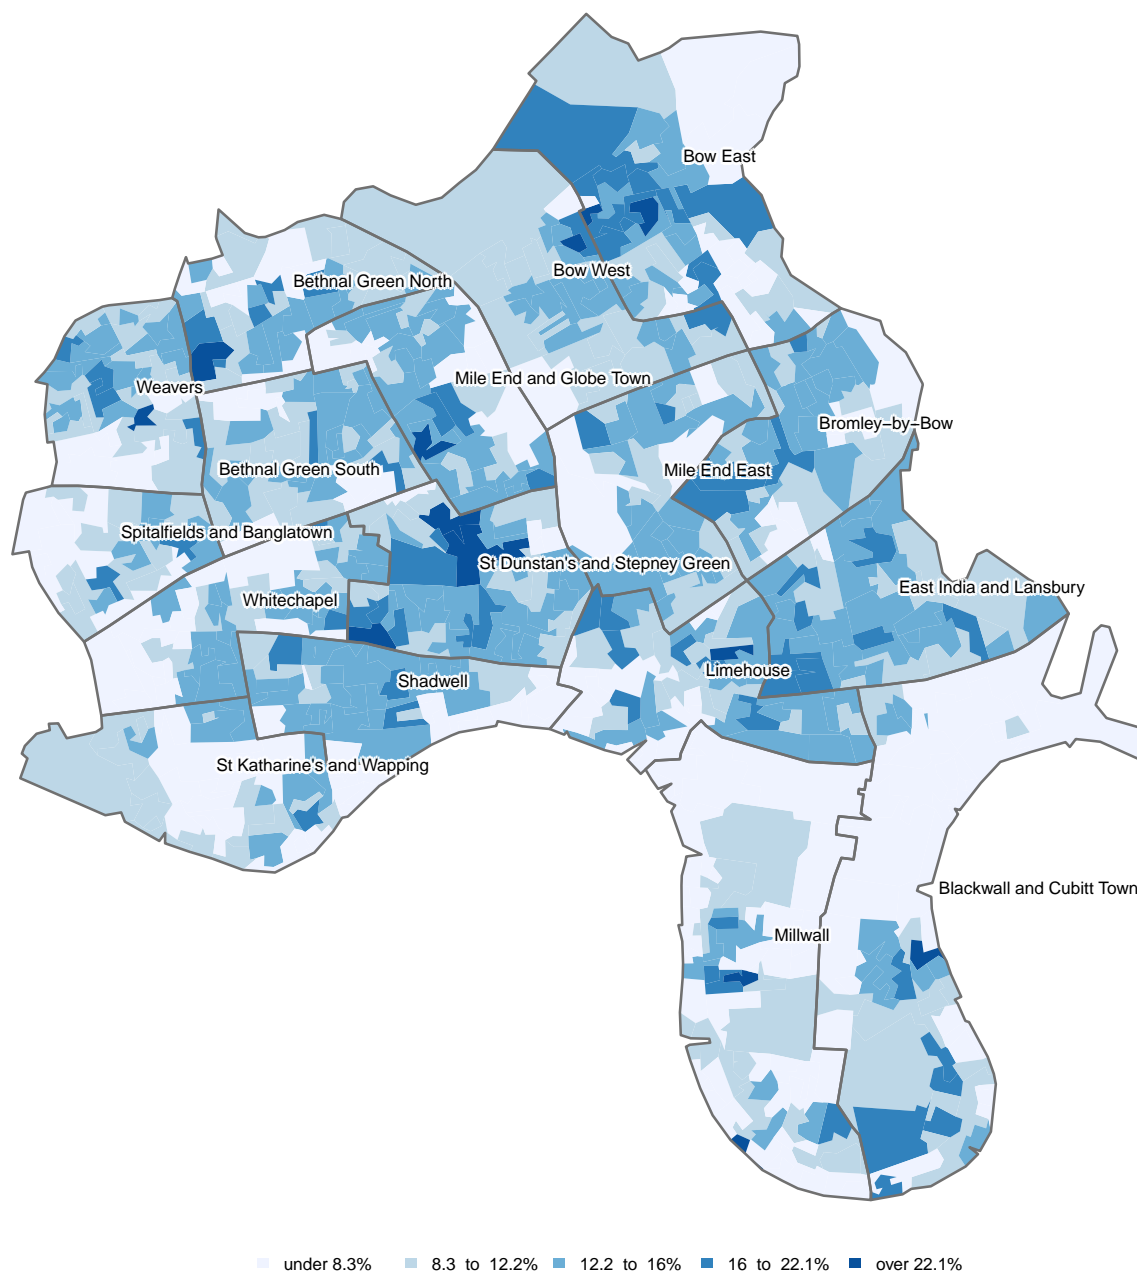 Bow East
Bow West
Bethnal Green North
Mile End and Globe Town
Weavers
Bromley−by−Bow
Bethnal Green South
Mile End East
Spitalfields and Banglatown
St Dunstan's and Stepney Green
East India and Lansbury
Whitechapel
Limehouse
Shadwell
St Katharine's and Wapping
Blackwall and Cubitt Town
Millwall
under 8.3% 8.3 to 12.2% 12.2 to 16% 16 to 22.1% over 22.1%